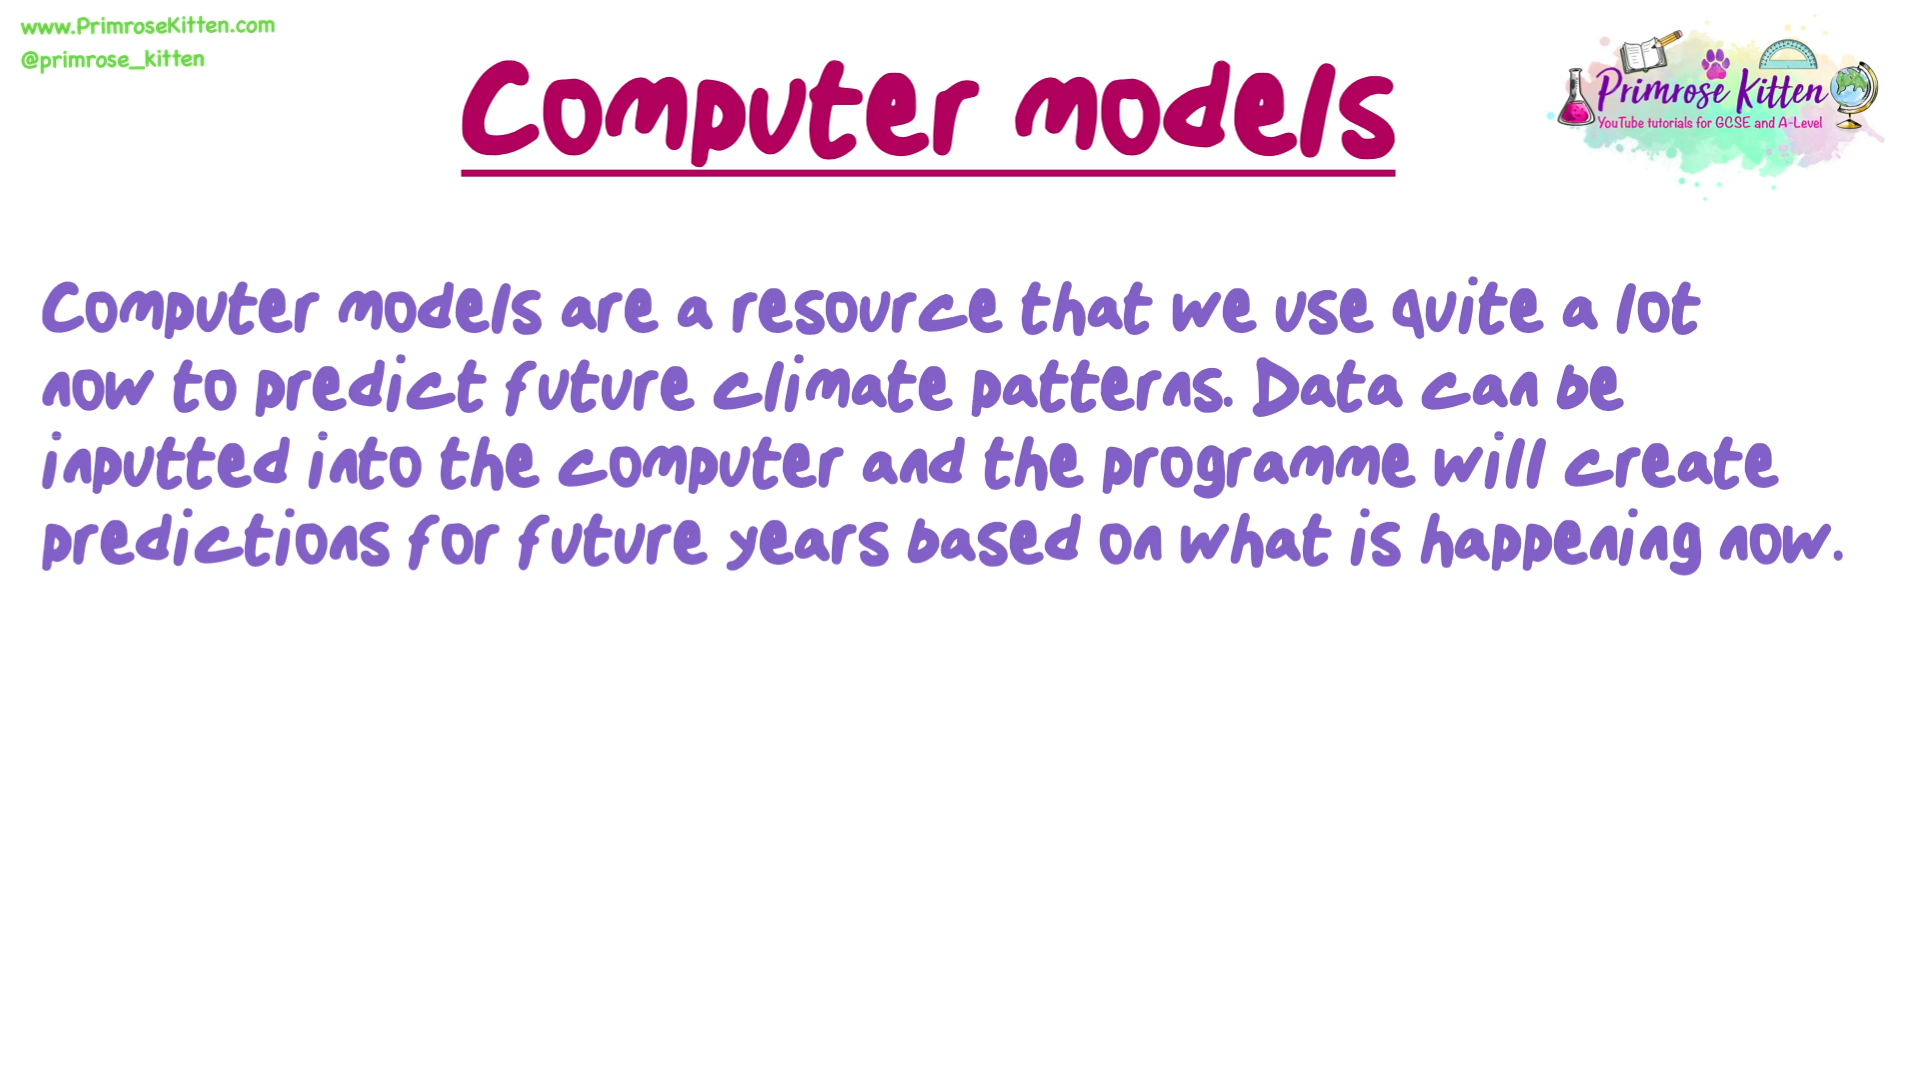 www.PrimroseKitten.com
@primrose_kitten
Computer models
Primrose Kitten
YouTube tutorials for GCSE and A-Level
Computer models are a resource that we use quite a lot
now to predict future climate patterns. Data can be
inputted into the computer and the programme will create
predictions for future years based on what is happening now.